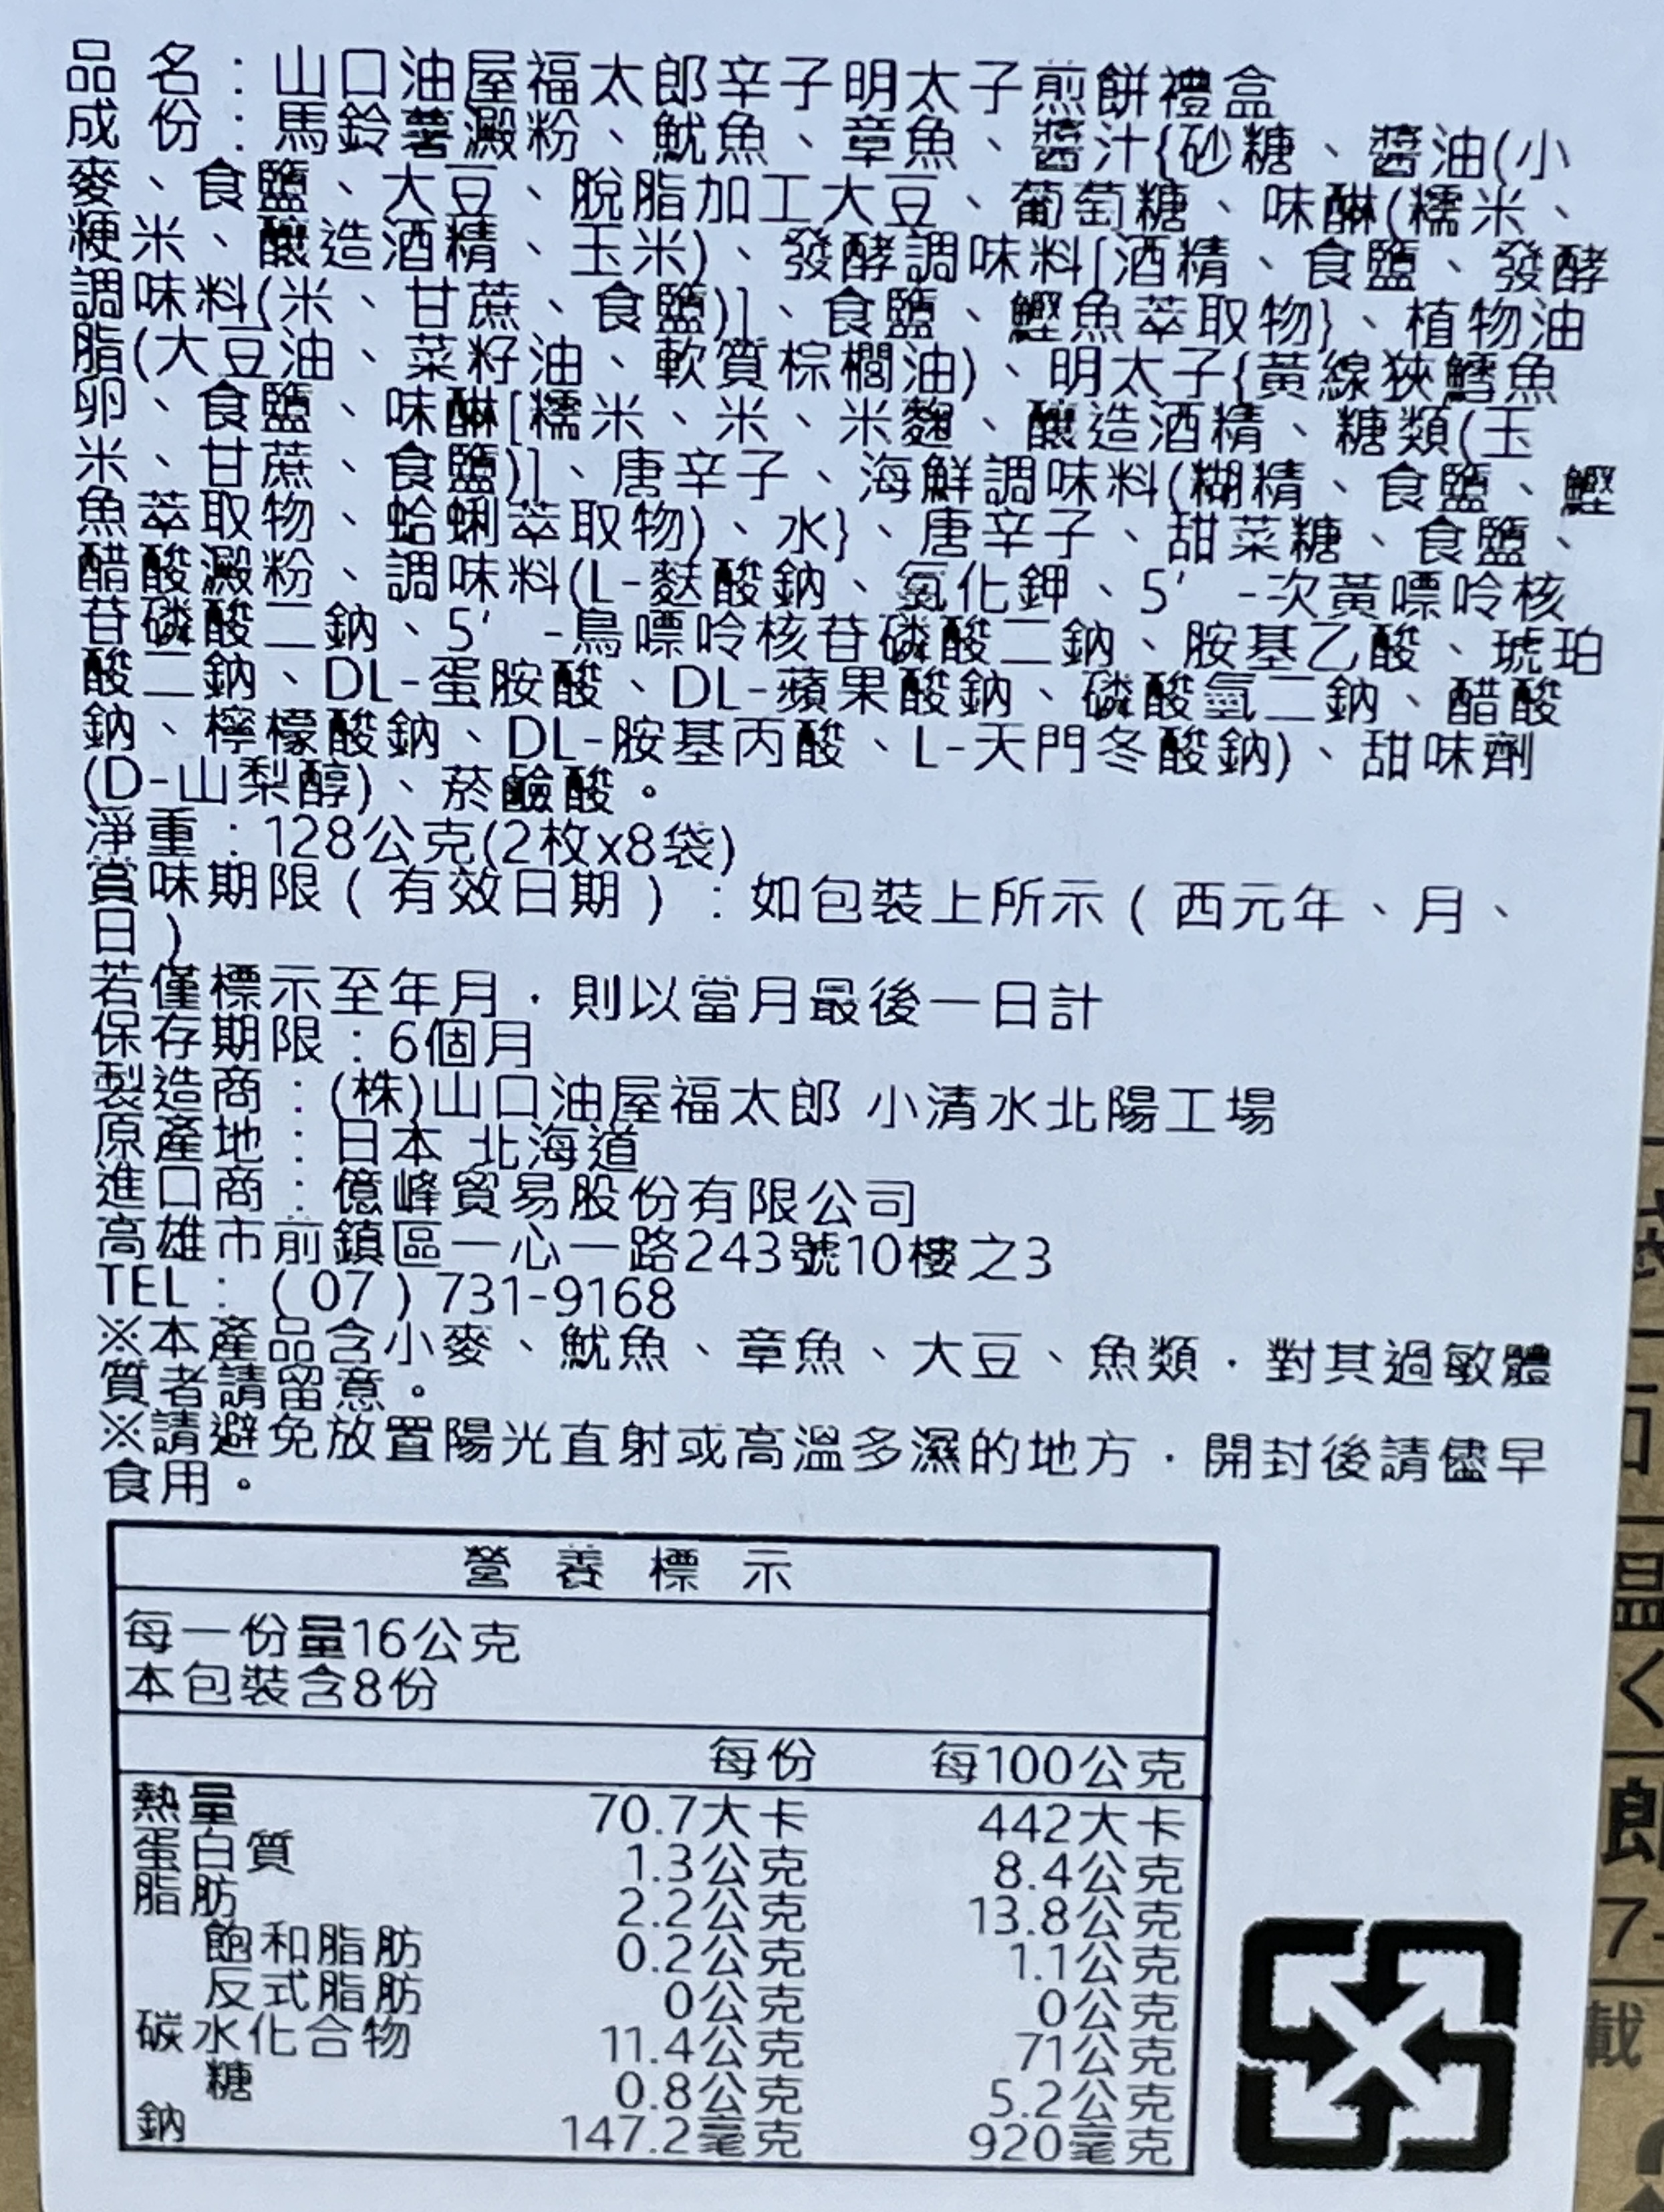 品 名：山口油屋福太郎辛子明太子煎餅禮盒
成 份：馬鈴薯澱粉、魷魚、章魚、醬汁{砂糖、醬油(小
麥、食鹽、大豆、脫脂加工大豆、葡萄糖、味醂(糯米、
粳米、釀造酒精、玉米)、發酵調味料[酒精、食鹽、發酵
調味料(米、甘蔗、食鹽)]、食鹽、鰹魚萃取物}、植物油
脂(大豆油、菜籽油、軟質棕櫚油)、明太子{黃線狹鱈魚
卵、食鹽、味醂[糯米、米、米麴、釀造酒精、糖類(玉
米、甘蔗、食鹽)]、唐辛子、海鮮調味料(糊精、食鹽、鰹
魚萃取物、蛤蜊萃取物)、水}、唐辛子、甜菜糖、食鹽、
醋酸澱粉、調味料(L-麩酸鈉、氯化鉀、5’-次黃嘌呤核
苷磷酸二鈉、5’-鳥嘌呤核苷磷酸二鈉、胺基乙酸、琥珀
酸二鈉、DL-蛋胺酸、DL-蘋果酸鈉、磷酸氫二鈉、醋酸
鈉、檸檬酸鈉、DL-胺基丙酸、L-天門冬酸鈉)、甜味劑
(D-山梨醇)、菸鹼酸。
淨重：128公克(2枚x8袋)
賞味期限(有效日期)：如包裝上所示(西元年、月、
日)
若僅標示至年月，則以當月最後一日計
保存期限：6個月
製造商：(株)山口油屋福太郎 小清水北陽工場
原產地：日本 北海道
進口商：億峰貿易股份有限公司
高雄市前鎮區一心一路243號10樓之3
TEL：(07)731-9168
※本產品含小麥、魷魚、章魚、大豆、魚類，對其過敏體
質者請留意。
※請避免放置陽光直射或高溫多濕的地方，開封後請儘早
食用。
營養標示
每一份量16公克
本包裝含8份
每份 每100公克
熱量 70.7大卡 442大卡
蛋白質 1.3公克 8.4公克
脂肪 2.2公克 13.8公克
飽和脂肪 0.2公克 1.1公克
反式脂肪 0公克 0公克
碳水化合物 11.4公克 71公克
糖 0.8公克 5.2公克
鈉 147.2毫克 920毫克